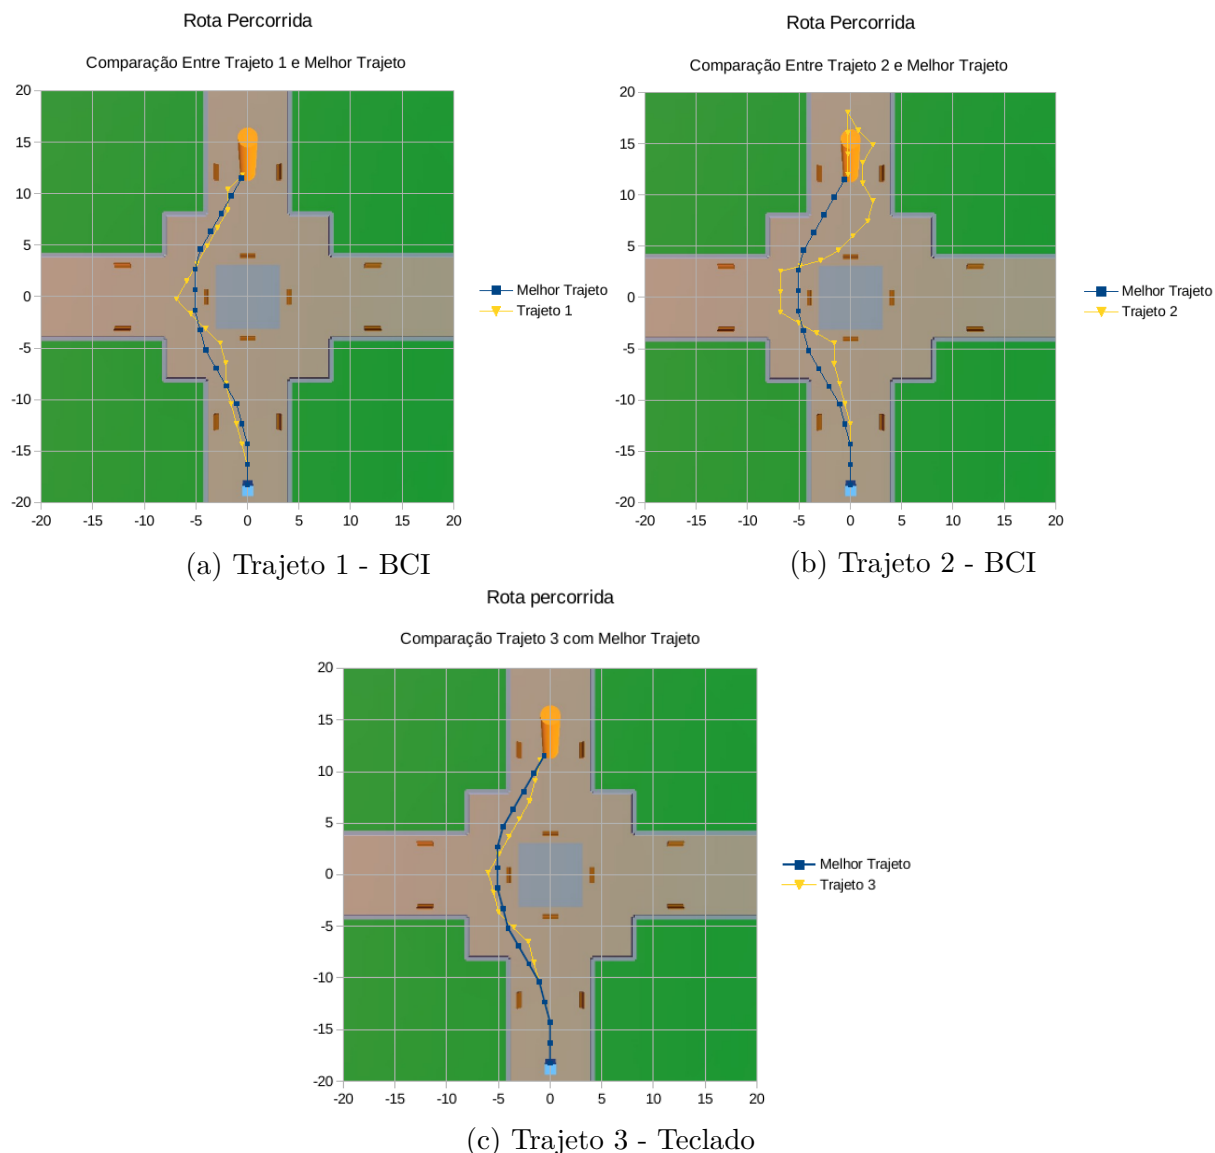 Rota Percorrida
Comparação Entre Trajeto 1 e Melhor Trajeto
20
15
10
5
0
-5
-10
-15
-20
-20 -15 -10 -5 0 5 10 15 20
Melhor Trajeto
Trajeto 1
(a) Trajeto 1 - BCI
Rota Percorrida
Comparação Entre Trajeto 2 e Melhor Trajeto
20
15
10
5
0
-5
-10
-15
-20
-20 -15 -10 -5 0 5 10 15 20
Melhor Trajeto
Trajeto 2
(b) Trajeto 2 - BCI
Rota percorrida
Comparação Trajeto 3 com Melhor Trajeto
20
15
10
5
0
-5
-10
-15
-20
-20 -15 -10 -5 0 5 10 15 20
Melhor Trajeto
Trajeto 3
(c) Trajeto 3 - Teclado